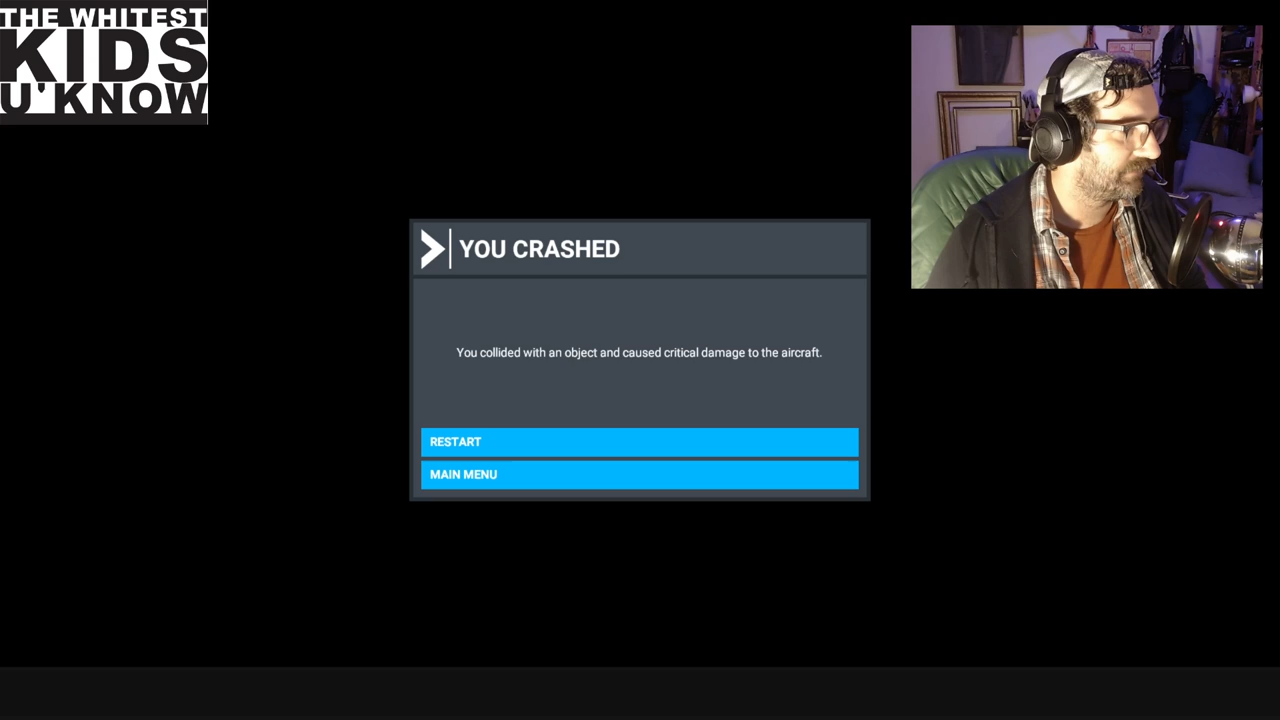 THE WHITEST
KIDS
U'KNOW
YOU CRASHED
You collided with an object and caused critical damage to the aircraft.
RESTART
MAIN MENU